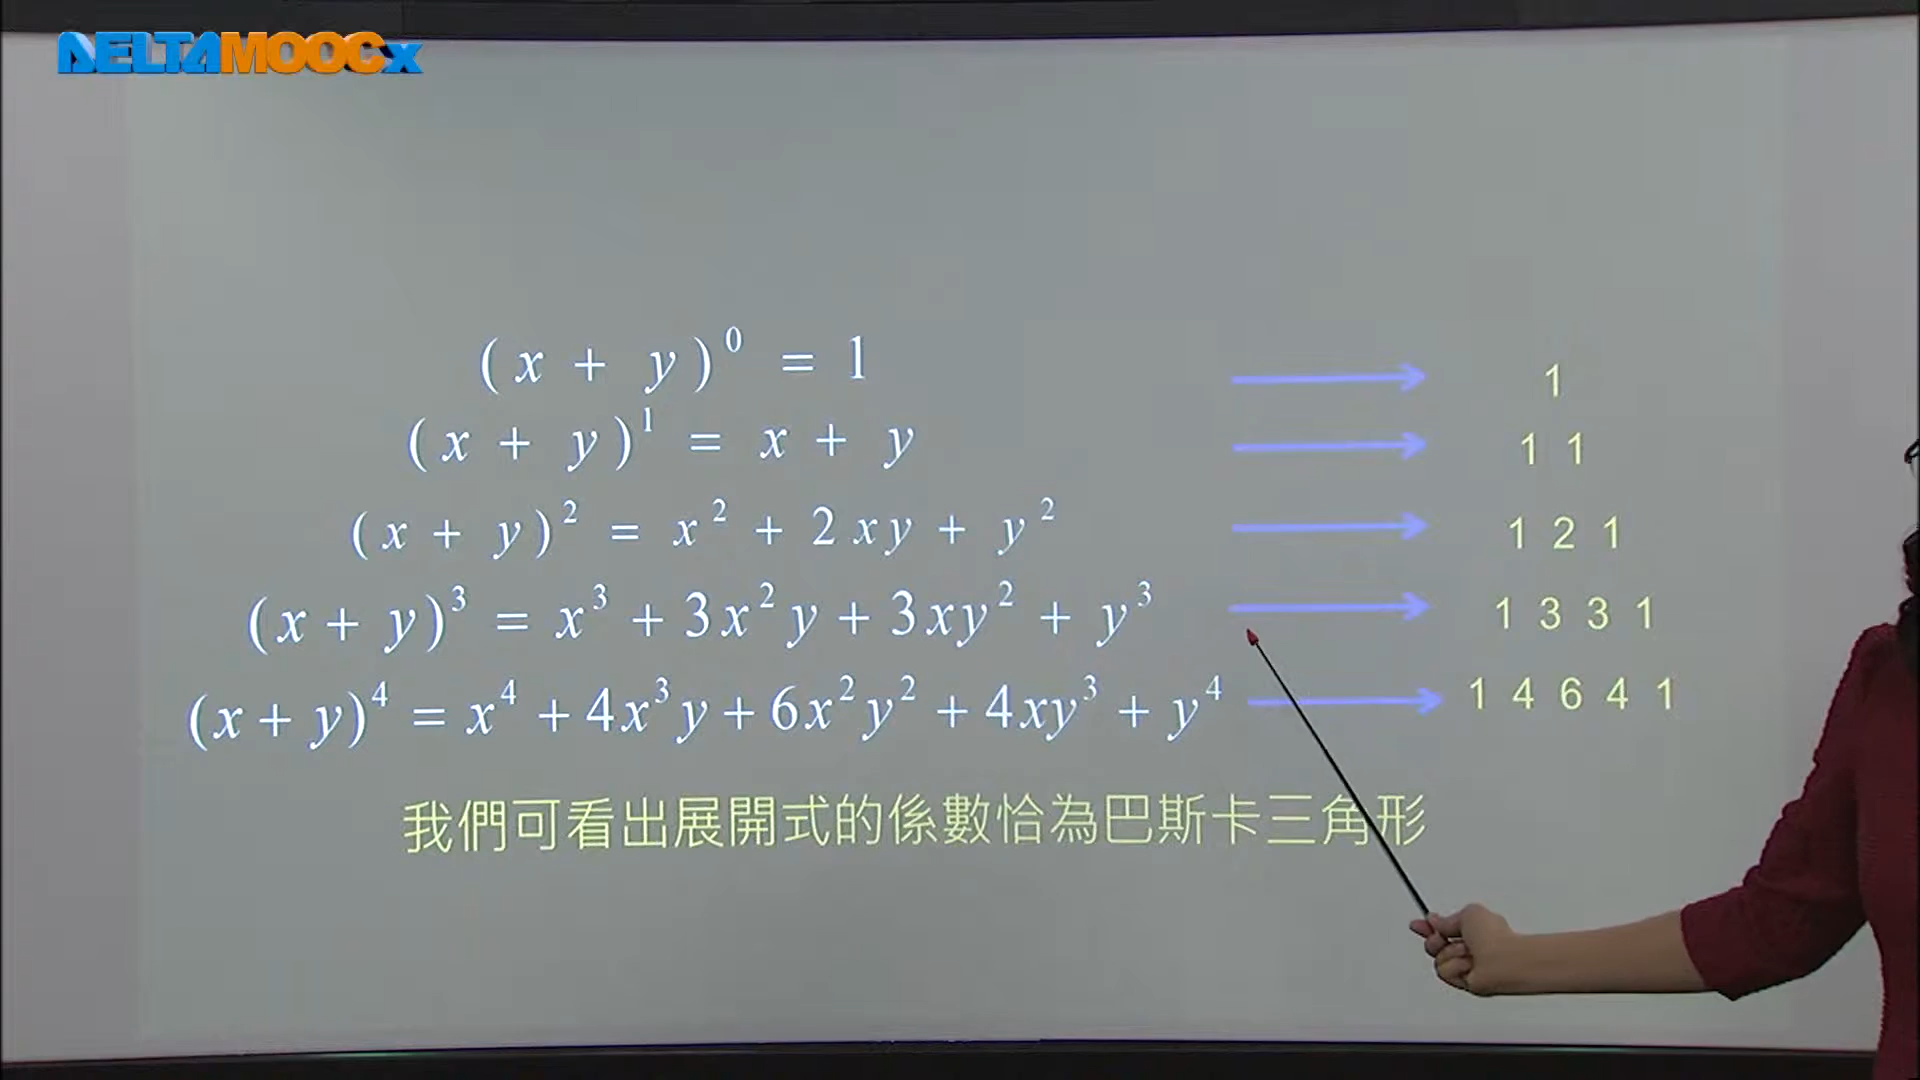 DELTAMOOCx
(x + y)⁰ = 1 → 1
(x + y)¹ = x + y → 1 1
(x + y)² = x² + 2xy + y² → 1 2 1
(x + y)³ = x³ + 3x²y + 3xy² + y³ → 1 3 3 1
(x + y)⁴ = x⁴ + 4x³y + 6x²y² + 4xy³ + y⁴ → 1 4 6 4 1
我們可看出展開式的係數恰為巴斯卡三角形